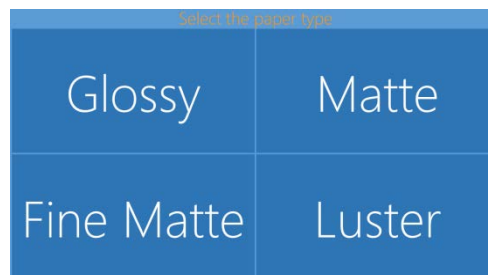 Select the paper type
Glossy
Matte
Fine Matte
Luster